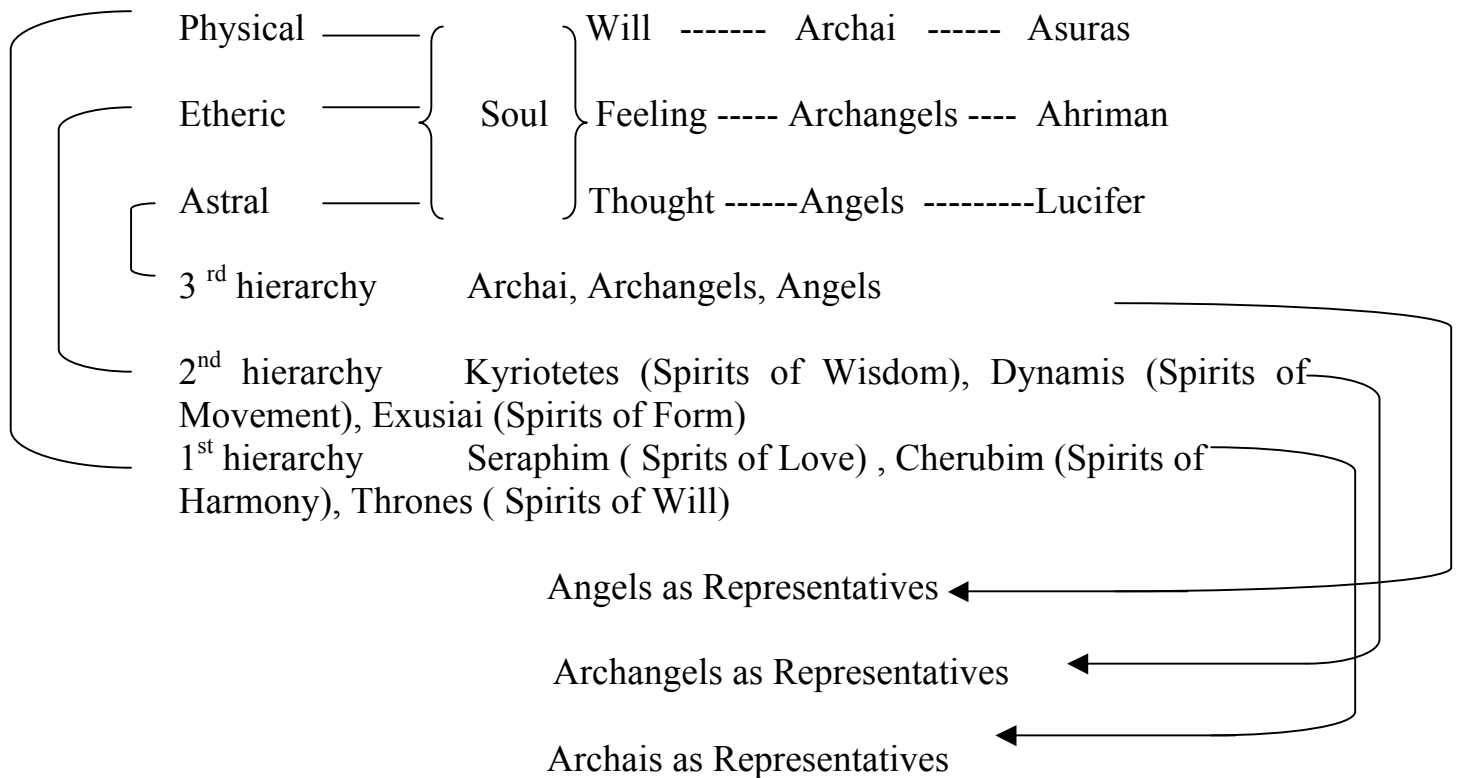 Physical Will ------- Archai ------ Asuras
Etheric Soul Feeling ----- Archangels ---- Ahriman
Astral Thought ------Angels ---------Lucifer
3 rd hierarchy Archai, Archangels, Angels
2nd hierarchy Kyriotetes (Spirits of Wisdom), Dynamis (Spirits of
Movement), Exusiai (Spirits of Form)
1st hierarchy Seraphim ( Sprits of Love) , Cherubim (Spirits of
Harmony), Thrones ( Spirits of Will)
Angels as Representatives
Archangels as Representatives
Archais as Representatives